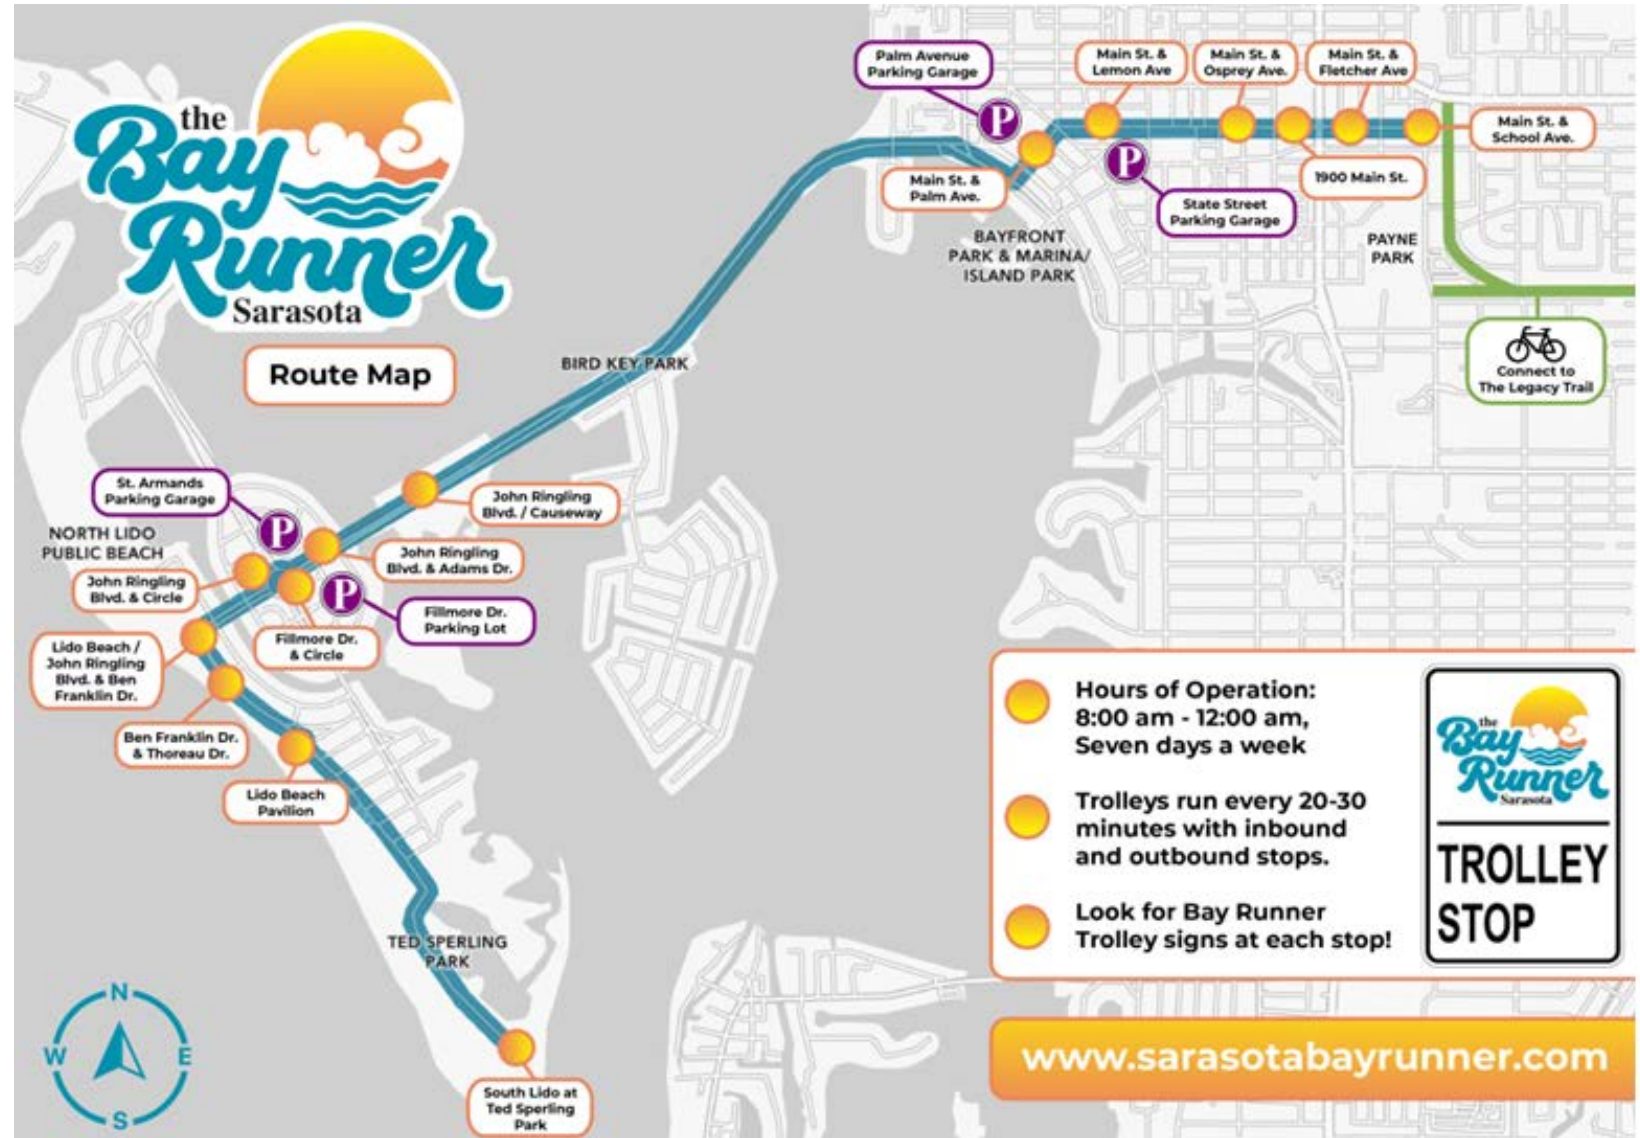 the
Bay
Runner
Sarasota
Route Map
Palm Avenue
Parking Garage
P
Main St. &
Lemon Ave
Main St. &
Osprey Ave.
Main St. &
Fletcher Ave
Main St. &
School Ave.
Main St. &
Palm Ave.
P
1900 Main St.
State Street
Parking Garage
BAYFRONT
PARK & MARINA/
ISLAND PARK
PAYNE
PARK
Connect to
The Legacy Trail
BIRD KEY PARK
St. Armands
Parking Garage
P
John Ringling
Blvd. / Causeway
NORTH LIDO
PUBLIC BEACH
John Ringling
Blvd. & Adams Dr.
John Ringling
Blvd. & Circle
P
Fillmore Dr.
Parking Lot
Fillmore Dr.
& Circle
Lido Beach /
John Ringling
Blvd. & Ben
Franklin Dr.
Ben Franklin Dr.
& Thoreau Dr.
Lido Beach
Pavilion
TED SPERLING
PARK
South Lido at
Ted Sperling
Park
N
W
E
S
Hours of Operation:
8:00 am - 12:00 am,
Seven days a week
Trolleys run every 20-30
minutes with inbound
and outbound stops.
Look for Bay Runner
Trolley signs at each stop!
the
Bay
Runner
Sarasota
TROLLEY
STOP
www.sarasotabayrunner.com